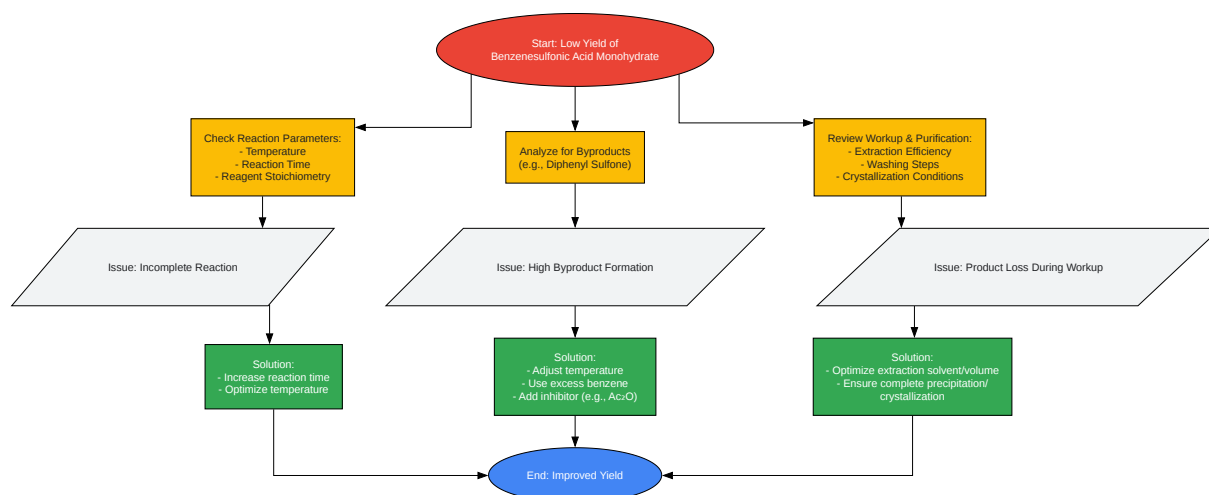 Start: Low Yield of
Benzenesulfonic Acid Monohydrate
Check Reaction Parameters:
- Temperature
- Reaction Time
- Reagent Stoichiometry
Analyze for Byproducts
(e.g., Diphenyl Sulfone)
Review Workup & Purification:
- Extraction Efficiency
- Washing Steps
- Crystallization Conditions
Issue: Incomplete Reaction
Issue: High Byproduct Formation
Issue: Product Loss During Workup
Solution:
- Increase reaction time
- Optimize temperature
Solution:
- Adjust temperature
- Use excess benzene
- Add inhibitor (e.g., Ac₂O)
Solution:
- Optimize extraction solvent/volume
- Ensure complete precipitation/
crystallization
End: Improved Yield